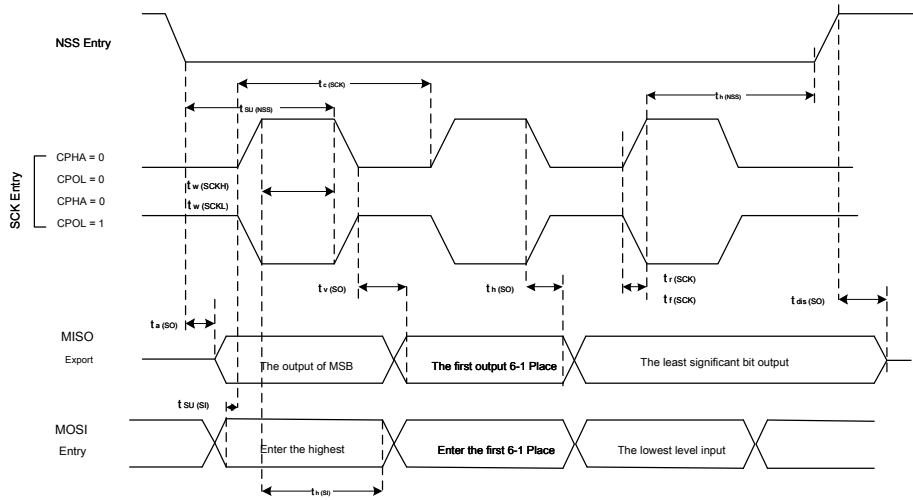 NSS Entry
tc(SCK)
tSU(NSS)
th(NSS)
SCK Entry
CPHA = 0
CPOL = 0
CPHA = 0
CPOL = 1
tw(SCKH)
tw(SCKL)
tv(SO)
th(SO)
tr(SCK)
tf(SCK)
tdis(SO)
ta(SO)
MISO
Export
The output of MSB
The first output 6-1 Place
The least significant bit output
tSU(SI)
MOSI
Entry
Enter the highest
Enter the first 6-1 Place
The lowest level input
th(SI)